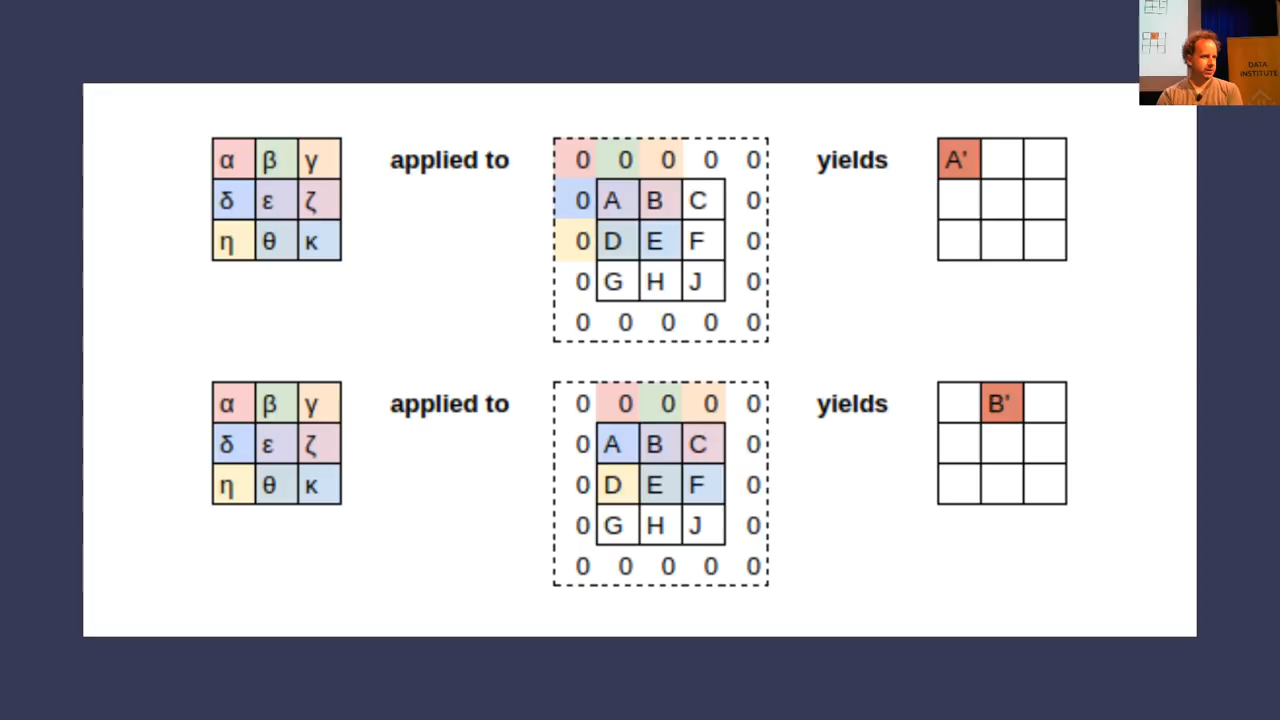 DATA
INSTITUTE
α β γ applied to 0 0 0 0 0 yields A'
δ ε ζ 0 A B C 0
η θ κ 0 D E F 0
0 G H J 0
0 0 0 0 0
α β γ applied to 0 0 0 0 0 yields B'
δ ε ζ 0 A B C 0
η θ κ 0 D E F 0
0 G H J 0
0 0 0 0 0